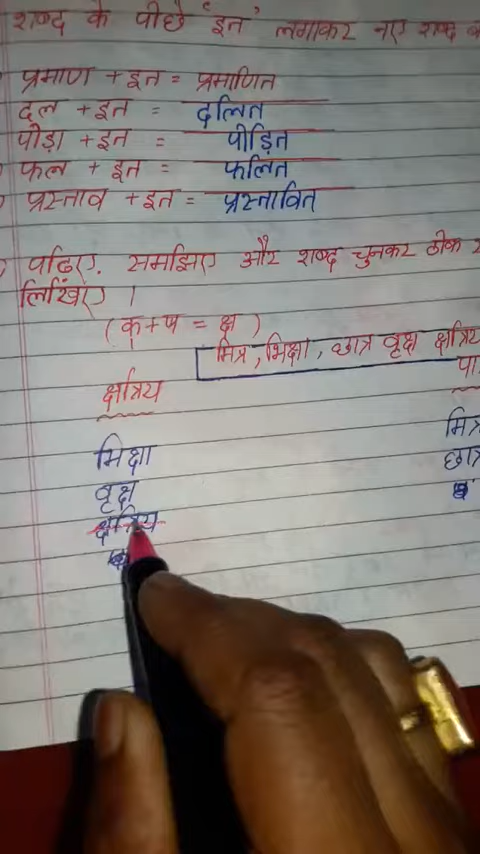 शब्द के पीछे 'इत' लगाकर नए शब्द
प्रमाण + इत = प्रमाणित
दल + इत = दलित
पीड़ा + इत = पीड़ित
फल + इत = फलित
प्रस्ताव + इत = प्रस्तावित
पढ़िए. समझिए और शब्द चुनकर ठीक
लिखिए ।
(क् + ष = क्ष)
मित्र, भिक्षा, छात्र वृक्ष क्षत्रिय
क्षत्रिय पा
भिक्षा मित्र
वृक्ष छात्र
क्षत्रिय